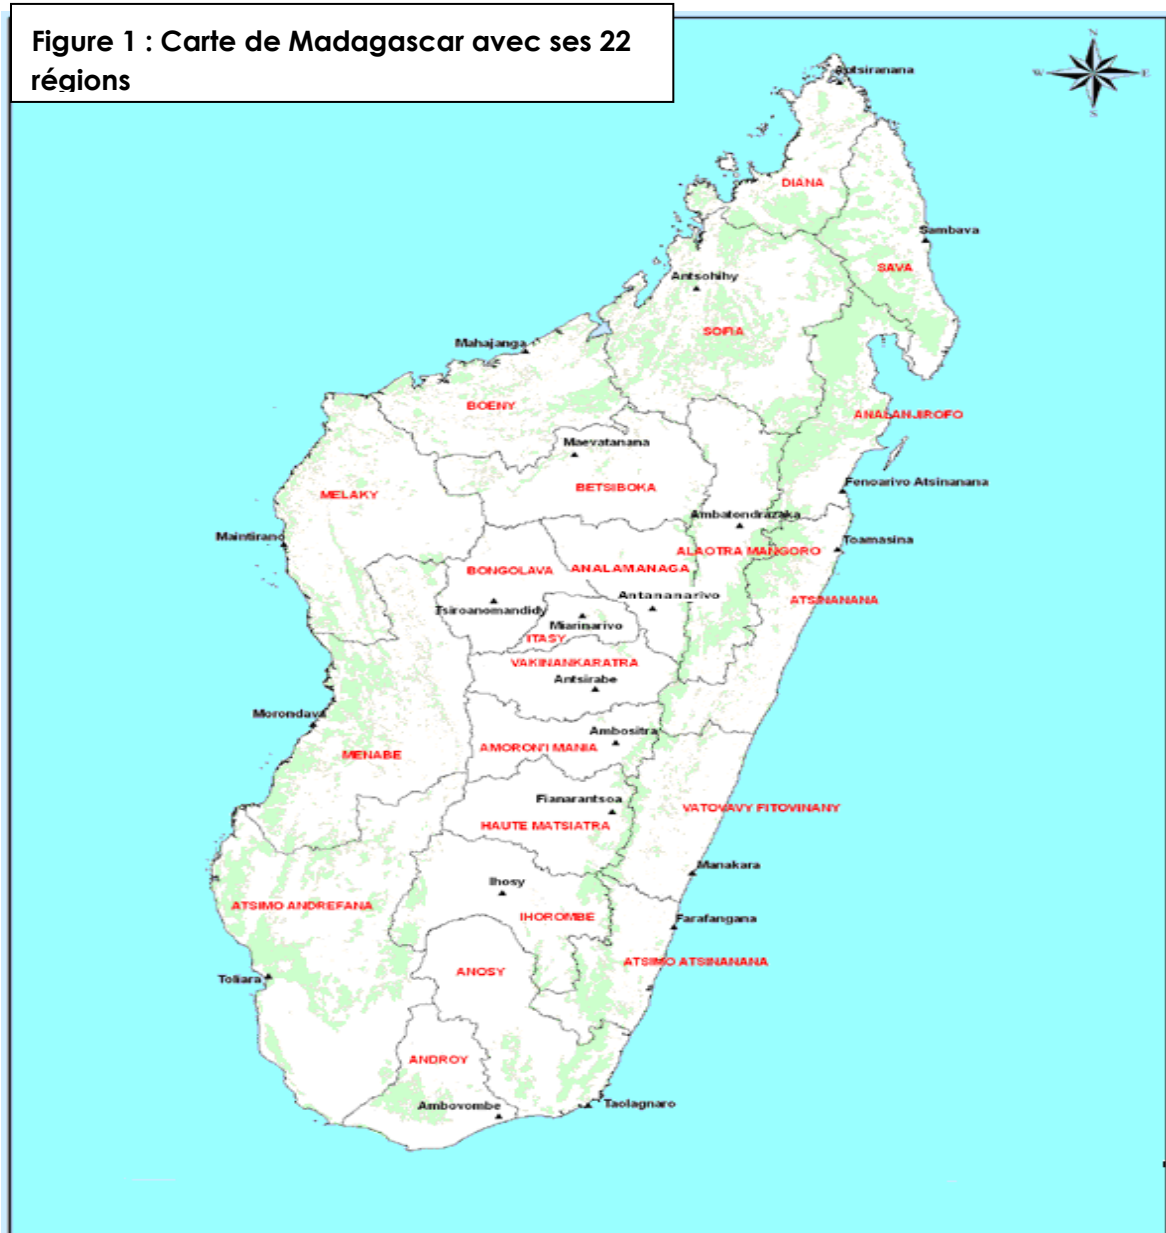 Figure 1 : Carte de Madagascar avec ses 22
régions
N
W
E
S
Antsiranana
DIANA
Sambava
SAVA
Antsohihy
SOFIA
Mahajanga
BOENY
ANALANJIROFO
Maevatanana
BETSIBOKA
Fenoarivo Atsinanana
MELAKY
Ambatondrazaka
Maintirano
Toamasina
ALAOTRA MANGORO
BONGOLAVA
ANALAMANAGA
Antananarivo
ATSINANANA
Tsiroanomandidy
Miarinarivo
ITASY
VAKINANKARATRA
Antsirabe
Morondava
Ambositra
AMORON'I MANIA
MENABE
Fianarantsoa
VATOVAVY FITOVINANY
HAUTE MATSIATRA
Manakara
Ihosy
ATSIMO ANDREFANA
IHOROMBE
Farafangana
ATSIMO ATSINANANA
ANOSY
Toliara
ANDROY
Ambovombe
Taolagnaro